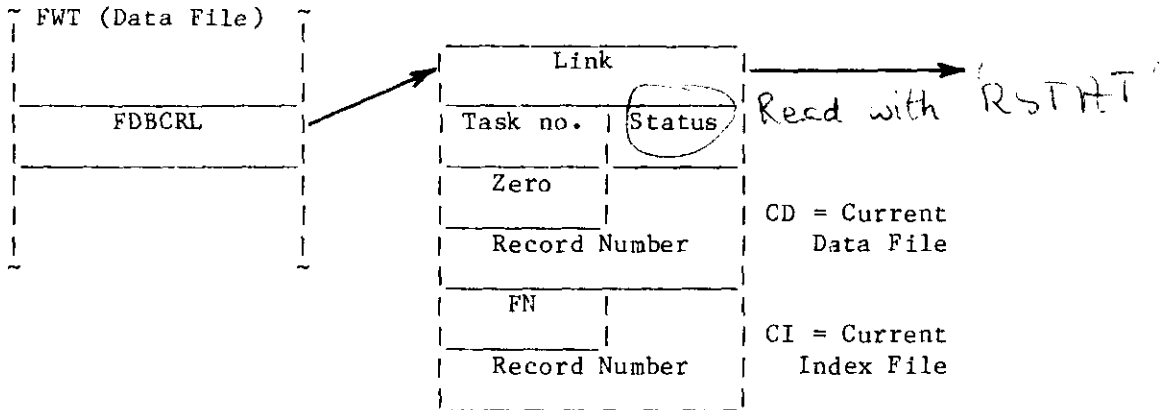 FWT (Data File)
FDBCRL
Link
Task no.
Status
Read with 'RSTAT'
Zero
Record Number
CD = Current
Data File
FN
Record Number
CI = Current
Index File